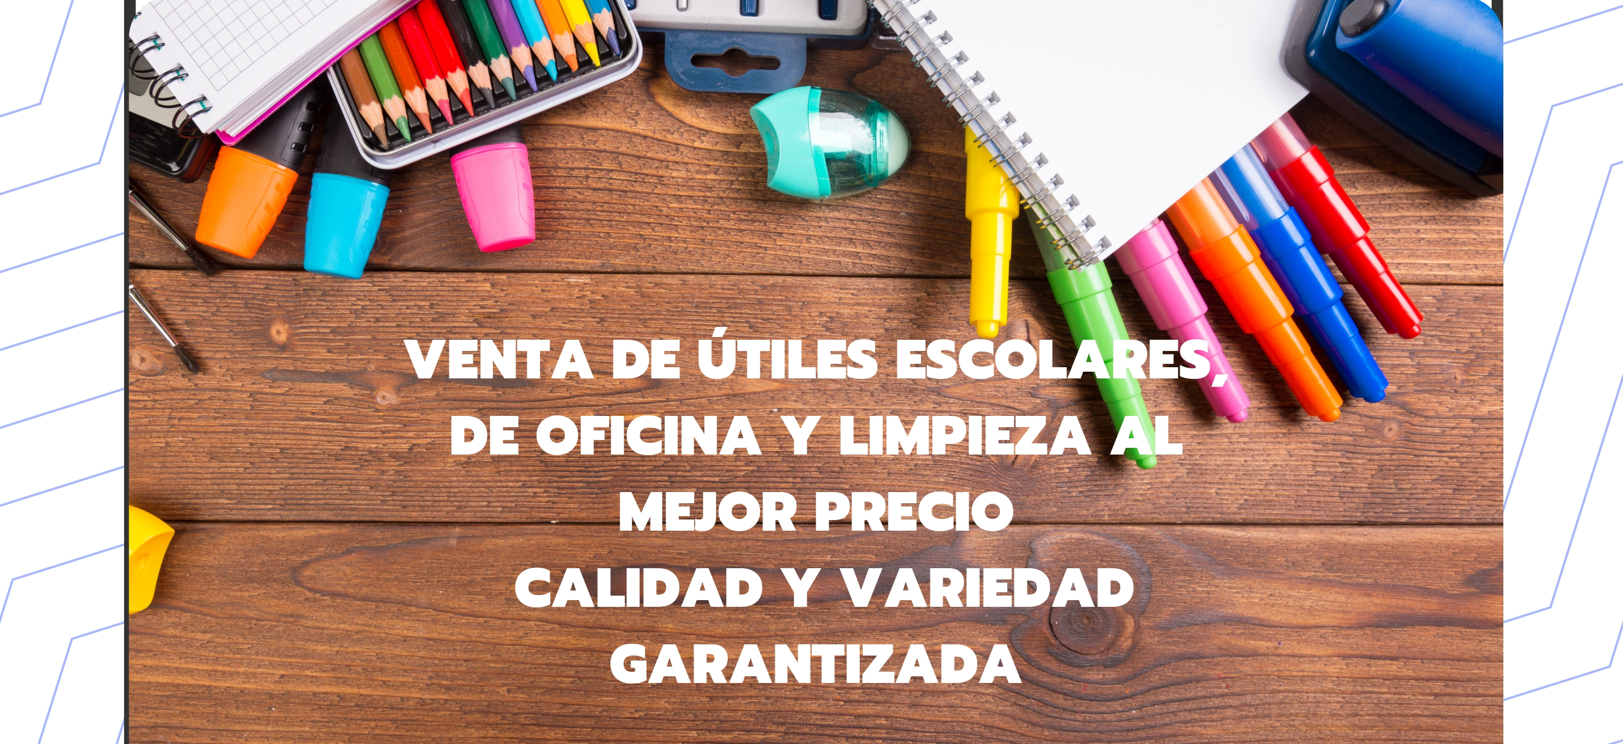 VENTA DE ÚTILES ESCOLARES,
DE OFICINA Y LIMPIEZA AL
MEJOR PRECIO
CALIDAD Y VARIEDAD
GARANTIZADA